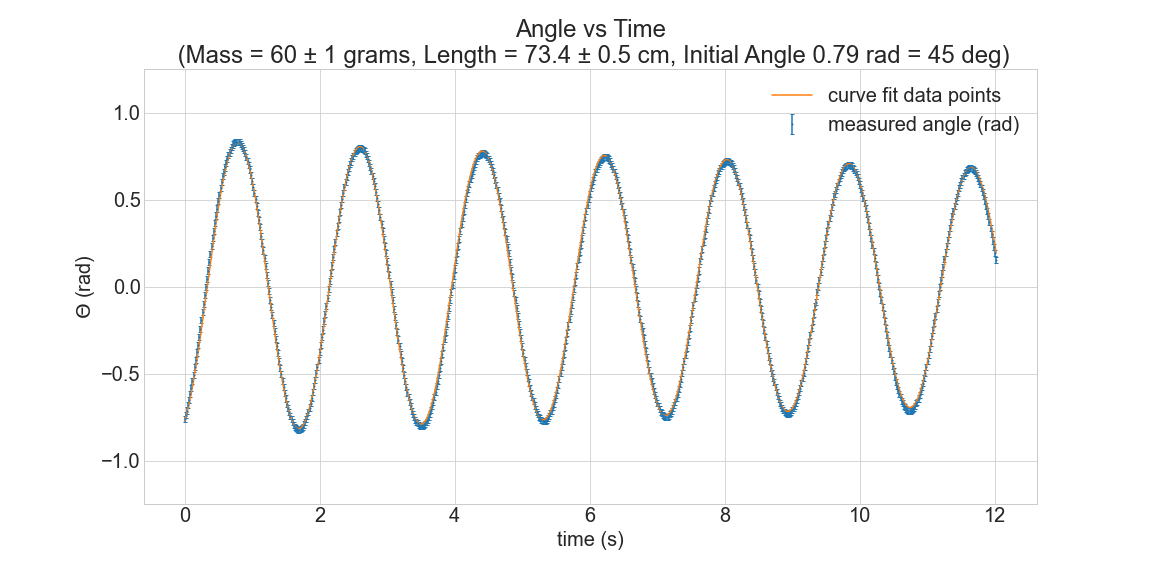 Angle vs Time
(Mass = 60 ± 1 grams, Length = 73.4 ± 0.5 cm, Initial Angle 0.79 rad = 45 deg)
curve fit data points
measured angle (rad)
1.0
0.5
0.0
−0.5
−1.0
Θ (rad)
0 2 4 6 8 10 12
time (s)